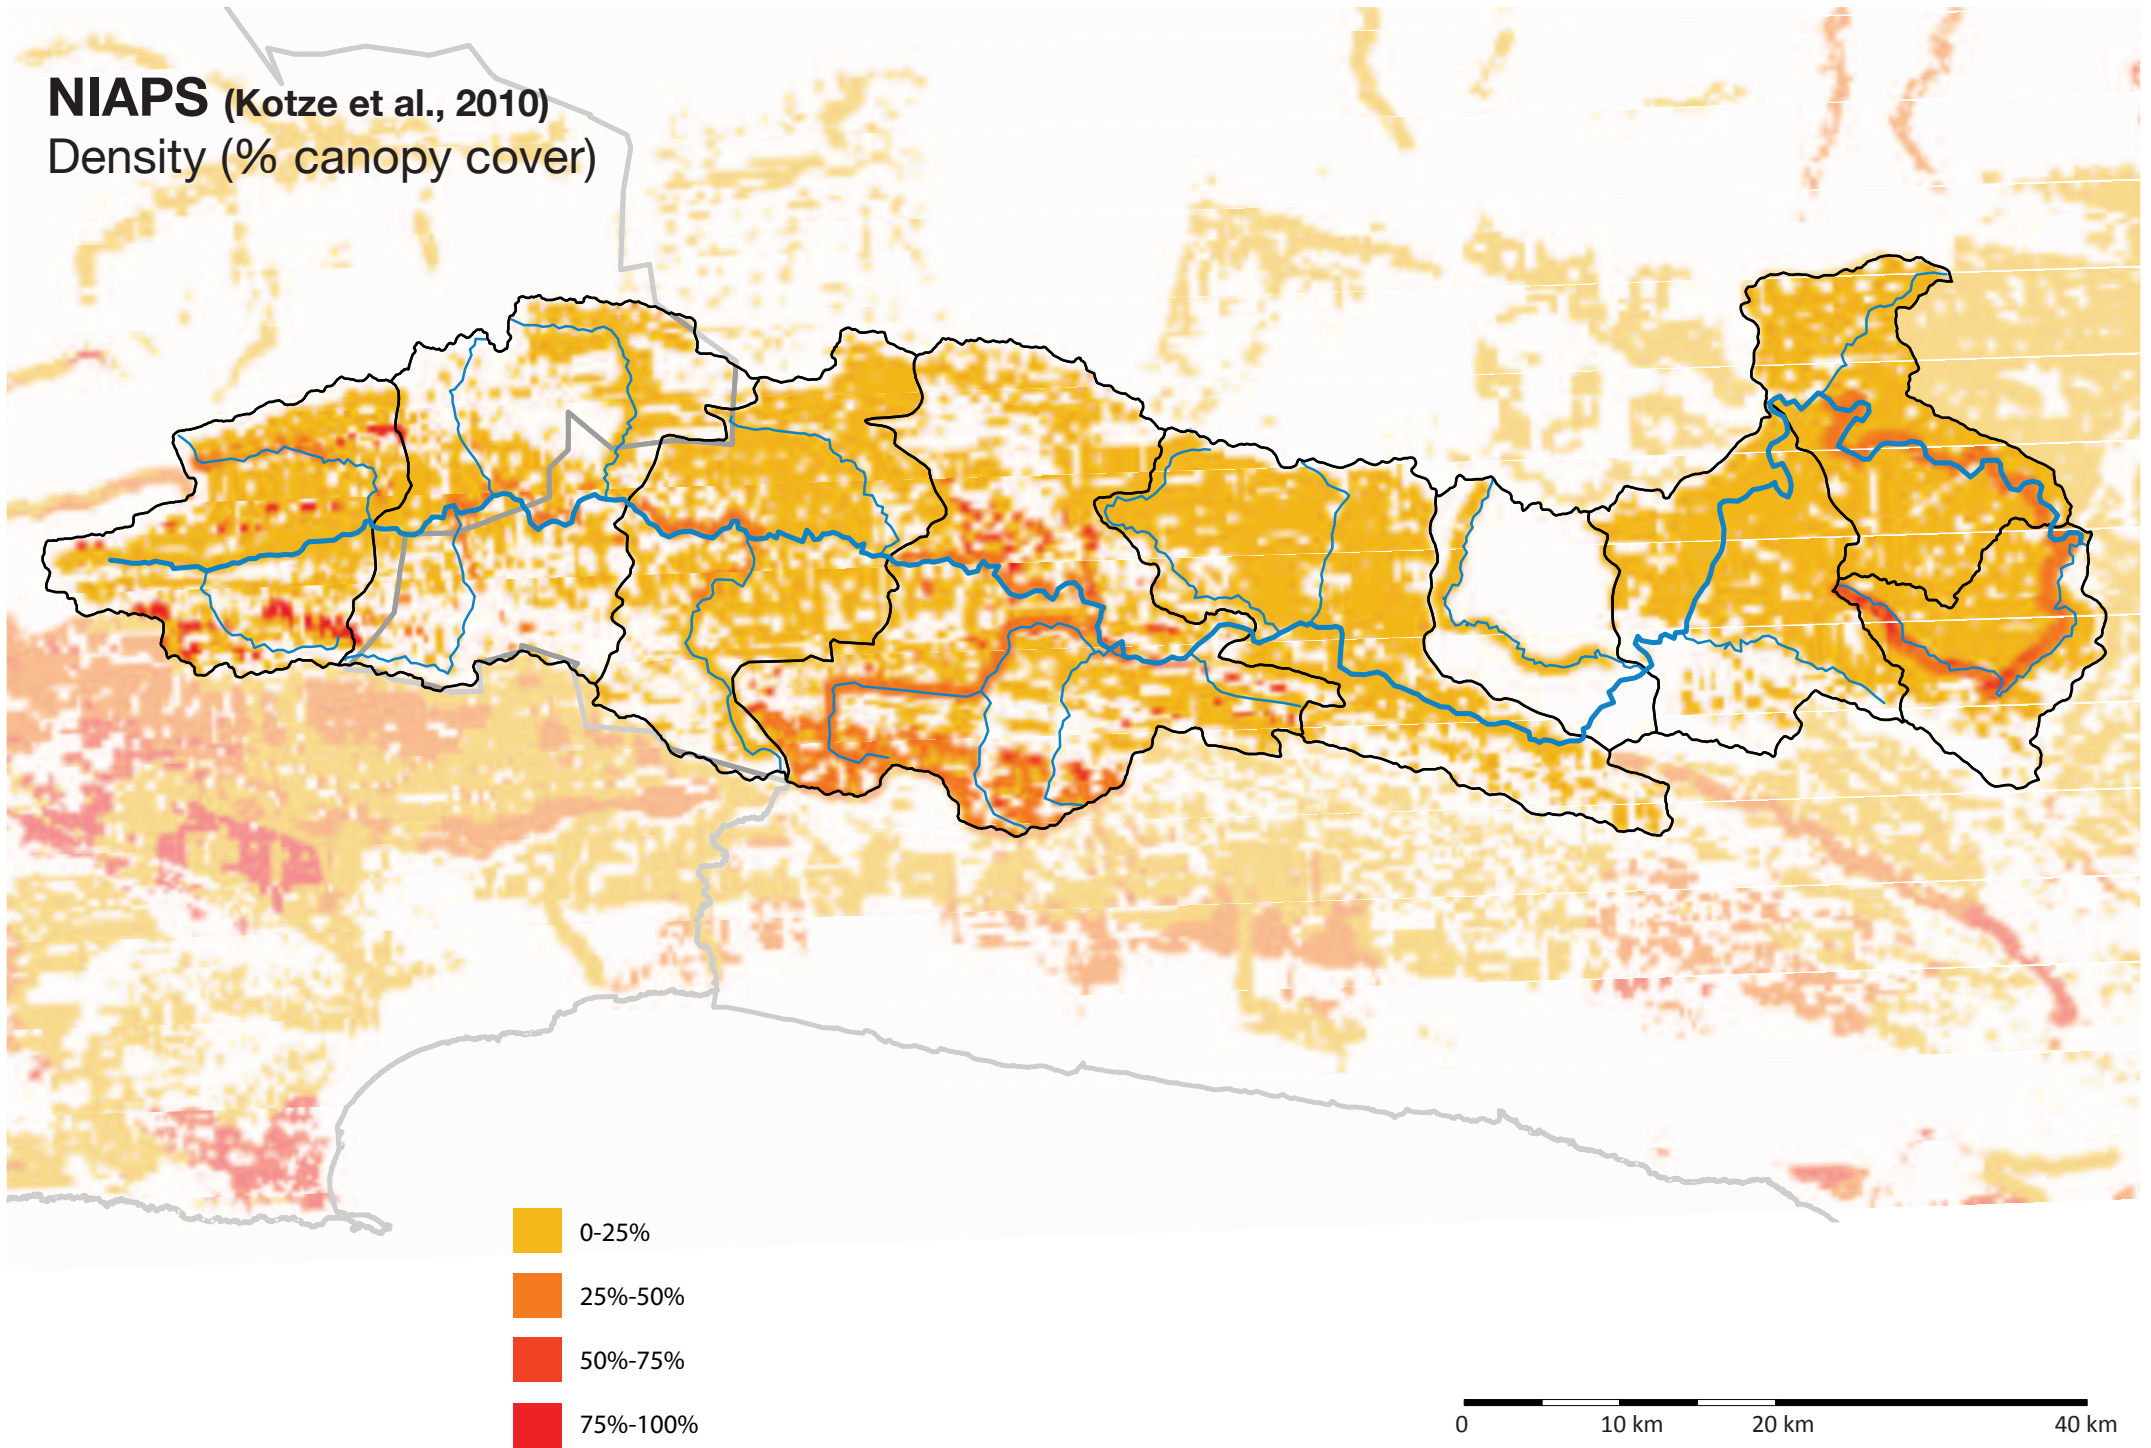 NIAPS (Kotze et al., 2010)
Density (% canopy cover)
0-25%
25%-50%
50%-75%
75%-100%
0 10 km 20 km 40 km